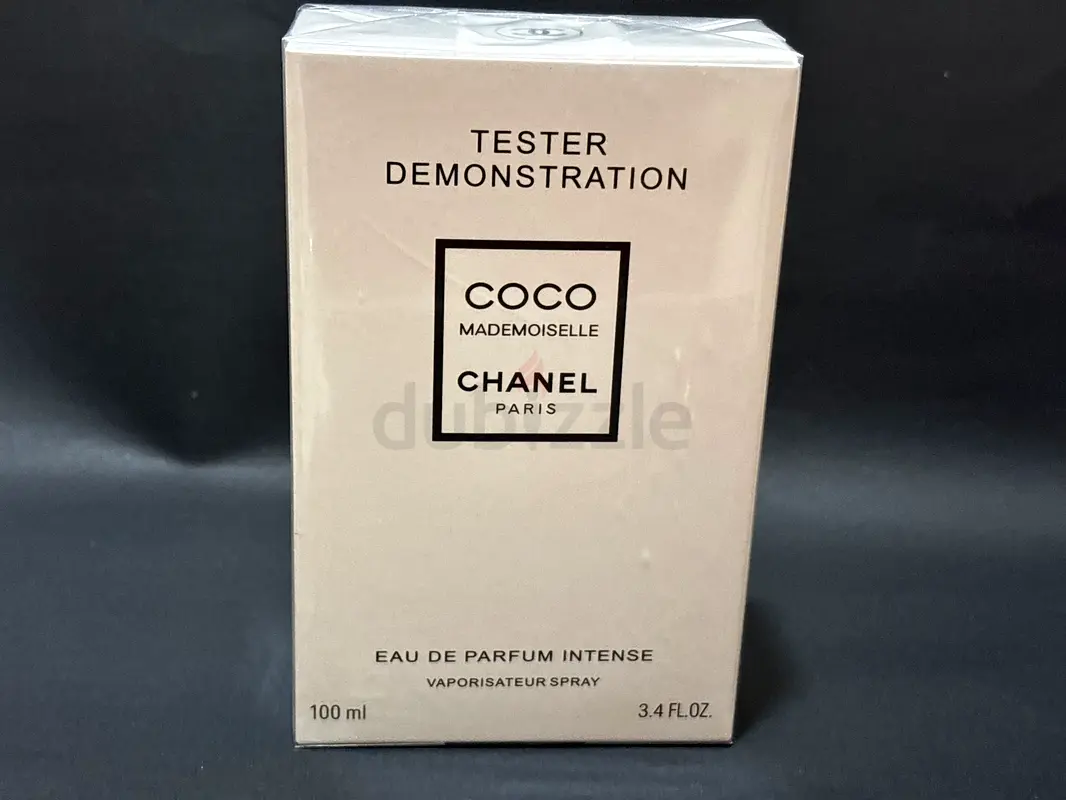 TESTER
DEMONSTRATION
COCO
MADEMOISELLE
CHANEL
PARIS
dubizzle
EAU DE PARFUM INTENSE
VAPORISATEUR SPRAY
100 ml 3.4 FL.OZ.